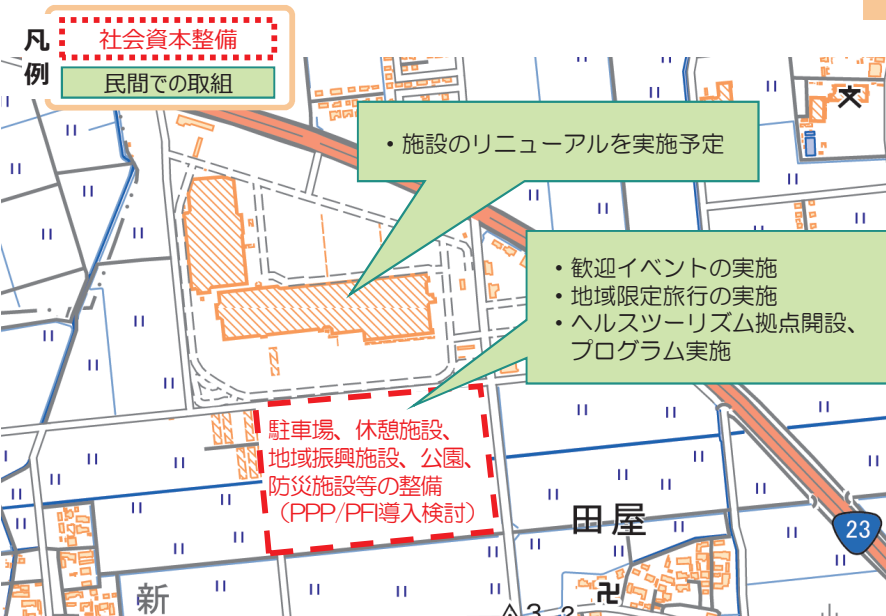 凡例
社会資本整備
民間での取組
・施設のリニューアルを実施予定
・歓迎イベントの実施
・地域限定旅行の実施
・ヘルスツーリズム拠点開設、
プログラム実施
駐車場、休憩施設、
地域振興施設、公園、
防災施設等の整備
（PPP/PFI導入検討）
田屋
23
新
3.2